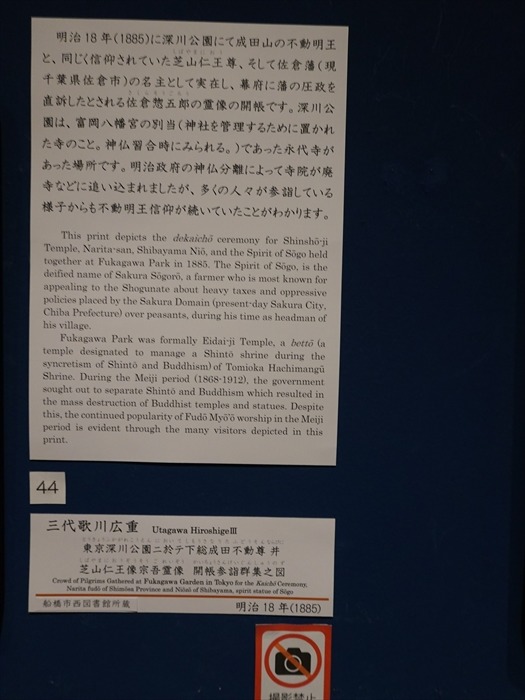 明治18年(1885)に深川公園にて成田山の不動明王
と、同じく信仰されていた芝山仁王尊、そして佐倉藩(現
千葉県佐倉市)の名主として実在し、幕府に藩の圧政を
直訴したとされる佐倉惣五郎の霊像の開帳です。深川公
園は、富岡八幡宮の別当(神社を管理するために置かれ
た寺のこと。神仏習合時にみられる。)であった永代寺が
あった場所です。明治政府の神仏分離によって寺院が廃
寺などに追い込まれましたが、多くの人々が参詣している
様子からも不動明王信仰が続いていたことがわかります。
This print depicts the dekaichō ceremony for Shinshō-ji
Temple, Narita-san, Shibayama Niō, and the Spirit of Sōgo held
together at Fukagawa Park in 1885. The Spirit of Sōgo, is the
deified name of Sakura Sōgorō, a farmer who is most known for
appealing to the Shogunate about heavy taxes and oppressive
policies placed by the Sakura Domain (present-day Sakura City,
Chiba Prefecture) over peasants, during his time as headman of
his village.
Fukagawa Park was formally Eidai-ji Temple, a bettō (a
temple designated to manage a Shintō shrine during the
syncretism of Shintō and Buddhism) of Tomioka Hachimangū
Shrine. During the Meiji period (1868-1912), the government
sought out to separate Shintō and Buddhism which resulted in
the mass destruction of Buddhist temples and statues. Despite
this, the continued popularity of Fudō Myō'ō worship in the Meiji
period is evident through the many visitors depicted in this
print.
44
三代歌川広重 Utagawa HiroshigeⅢ
東京深川公園ニ於テ下総成田不動尊 并
芝山仁王像宗吾霊像 開帳参詣群集之図
Crowd of Pilgrims Gathered at Fukagawa Garden in Tokyo for the Kaichō Ceremony,
Narita fudō of Shimōsa Province and Niōzō of Shibayama, spirit statue of Sōgo
船橋市西図書館所蔵 明治18年(1885)
撮影禁止